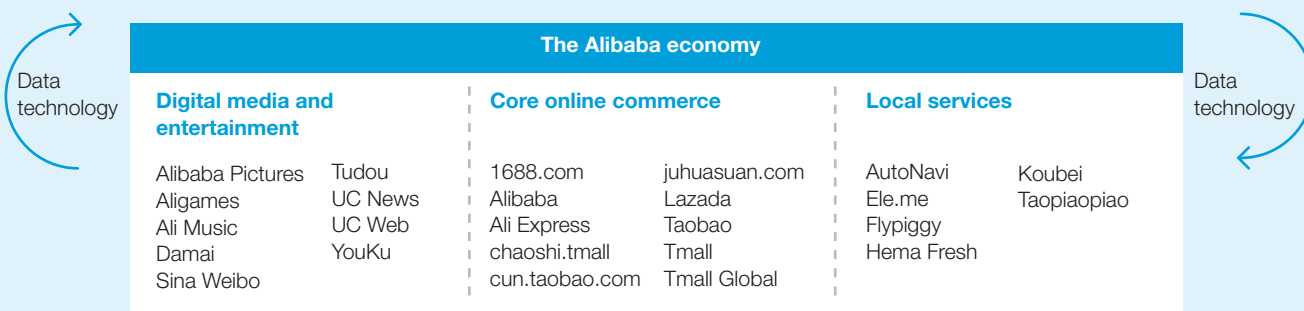 The Alibaba economy
Data
technology
Digital media and
entertainment
Alibaba Pictures
Aligames
Ali Music
Damai
Sina Weibo
Tudou
UC News
UC Web
YouKu
Core online commerce
1688.com
Alibaba
Ali Express
chaoshi.tmall
cun.taobao.com
juhuasuan.com
Lazada
Taobao
Tmall
Tmall Global
Local services
AutoNavi
Ele.me
Flypiggy
Hema Fresh
Koubei
Taopiaopiao
Data
technology